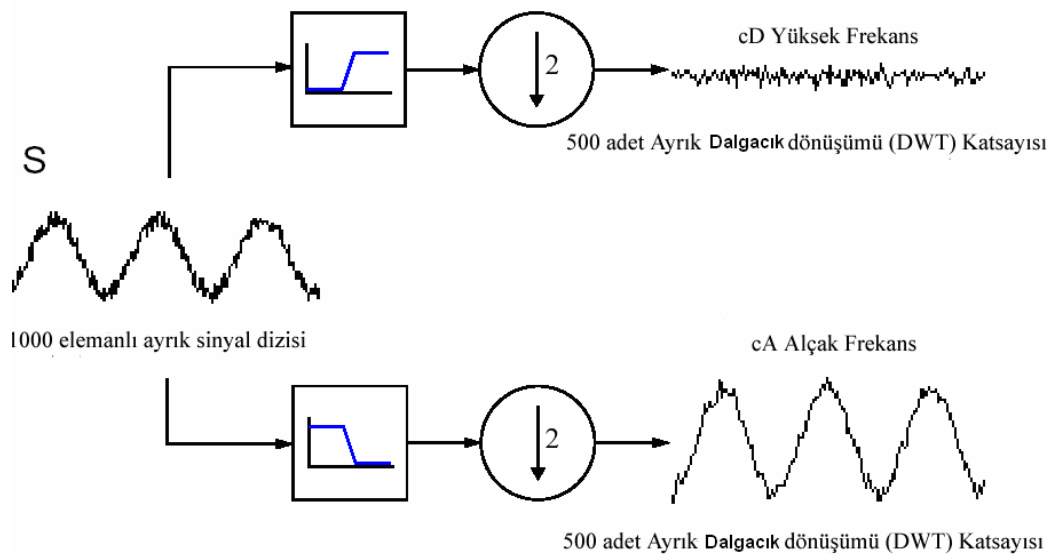 cD Yüksek Frekans
2
500 adet Ayrık Dalgacık dönüşümü (DWT) Katsayısı
S
1000 elemanlı ayrık sinyal dizisi
cA Alçak Frekans
2
500 adet Ayrık Dalgacık dönüşümü (DWT) Katsayısı